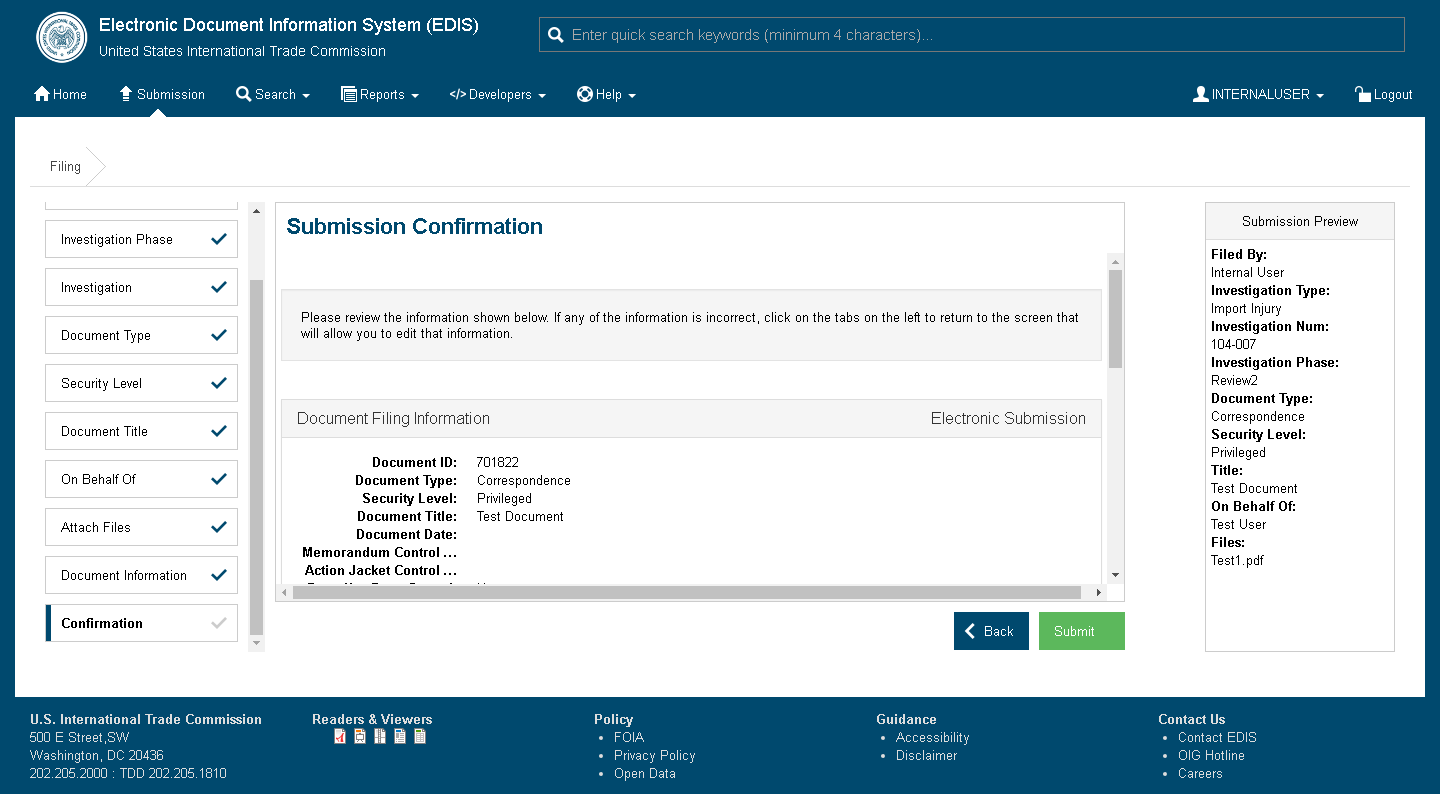 Electronic Document Information System (EDIS)
United States International Trade Commission
Enter quick search keywords (minimum 4 characters)...
Home
Submission
Search
Reports
</> Developers
Help
INTERNALUSER
Logout
Filing
Investigation Phase
Investigation
Document Type
Security Level
Document Title
On Behalf Of
Attach Files
Document Information
Confirmation
Submission Confirmation
Please review the information shown below. If any of the information is incorrect, click on the tabs on the left to return to the screen that
will allow you to edit that information.
Document Filing Information Electronic Submission
Document ID: 701822
Document Type: Correspondence
Security Level: Privileged
Document Title: Test Document
Document Date:
Memorandum Control ...
Action Jacket Control ...
Back
Submit
Submission Preview
Filed By:
Internal User
Investigation Type:
Import Injury
Investigation Num:
104-007
Investigation Phase:
Review2
Document Type:
Correspondence
Security Level:
Privileged
Title:
Test Document
On Behalf Of:
Test User
Files:
Test1.pdf
U.S. International Trade Commission
500 E Street,SW
Washington, DC 20436
202.205.2000 : TDD 202.205.1810
Readers & Viewers
Policy
FOIA
Privacy Policy
Open Data
Guidance
Accessibility
Disclaimer
Contact Us
Contact EDIS
OIG Hotline
Careers